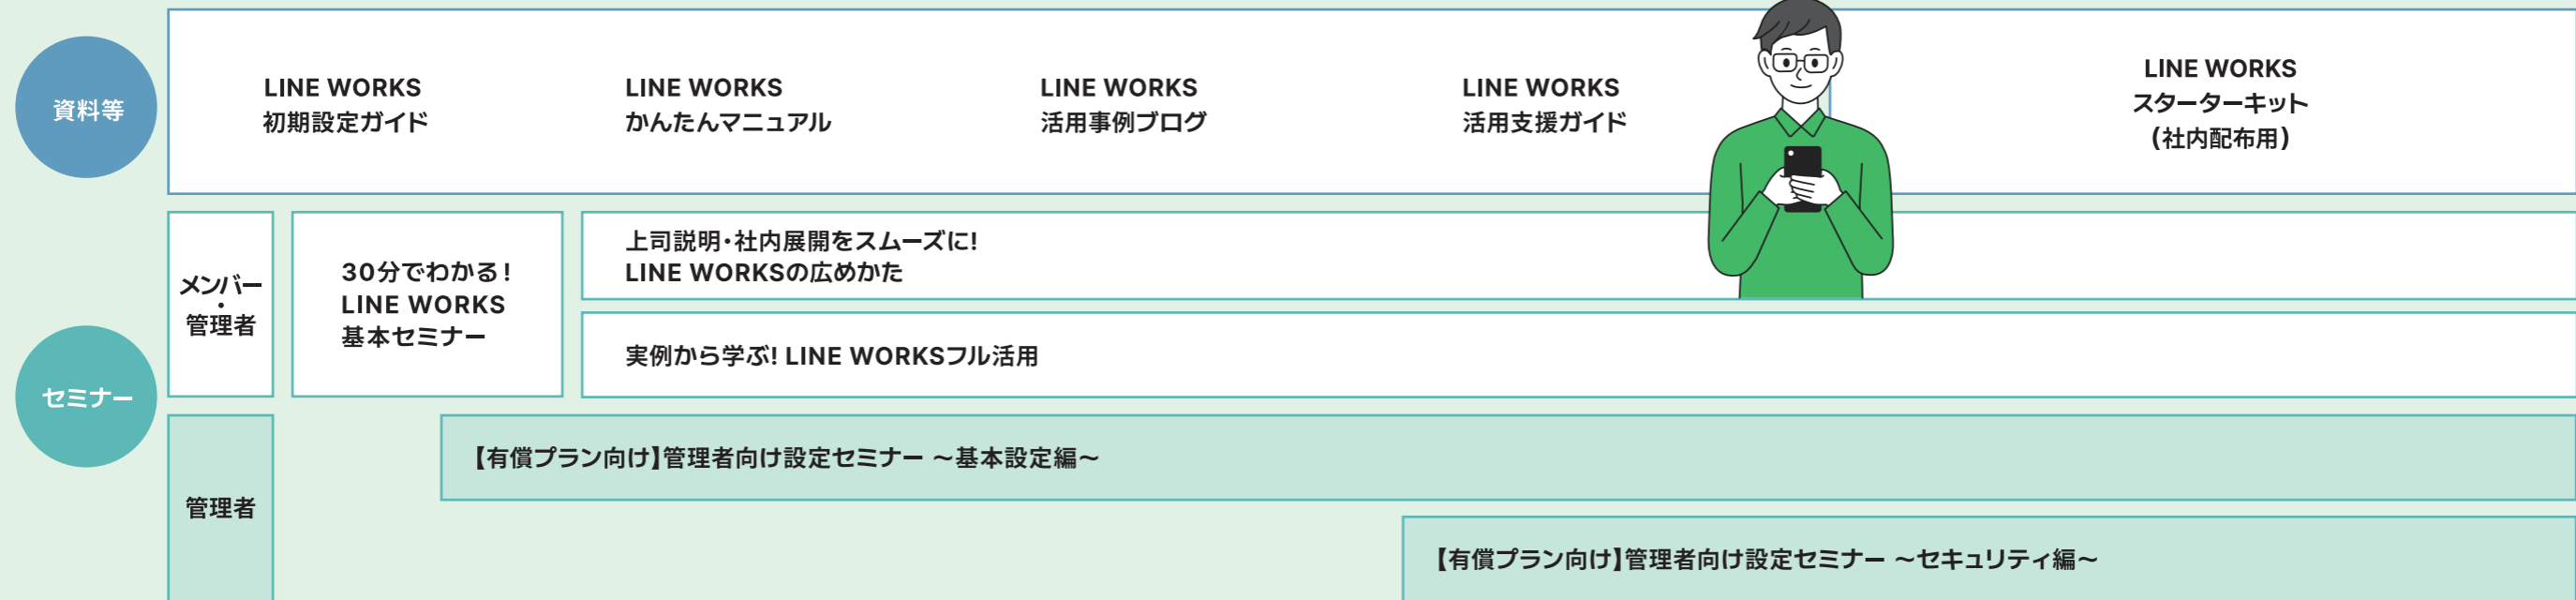 資料等
LINE WORKS
初期設定ガイド
LINE WORKS
かんたんマニュアル
LINE WORKS
活用事例ブログ
LINE WORKS
活用支援ガイド
LINE WORKS
スターターキット
(社内配布用)
セミナー
メンバー
・
管理者
30分でわかる!
LINE WORKS
基本セミナー
上司説明・社内展開をスムーズに!
LINE WORKSの広めかた
実例から学ぶ! LINE WORKSフル活用
管理者
【有償プラン向け】管理者向け設定セミナー ～基本設定編～
【有償プラン向け】管理者向け設定セミナー ～セキュリティ編～